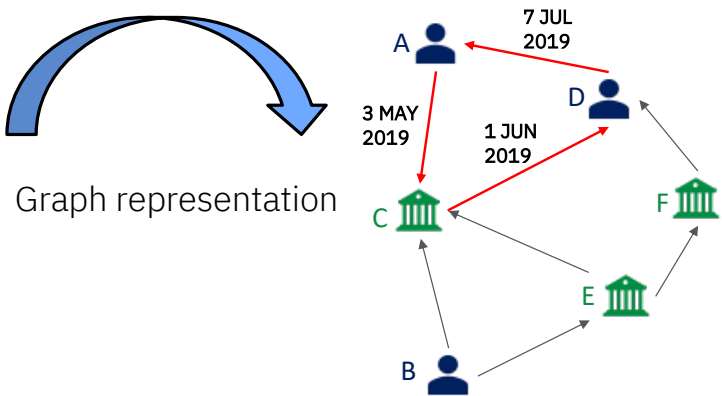 7 JUL
2019
A
D
3 MAY
2019
1 JUN
2019
Graph representation
C
F
E
B